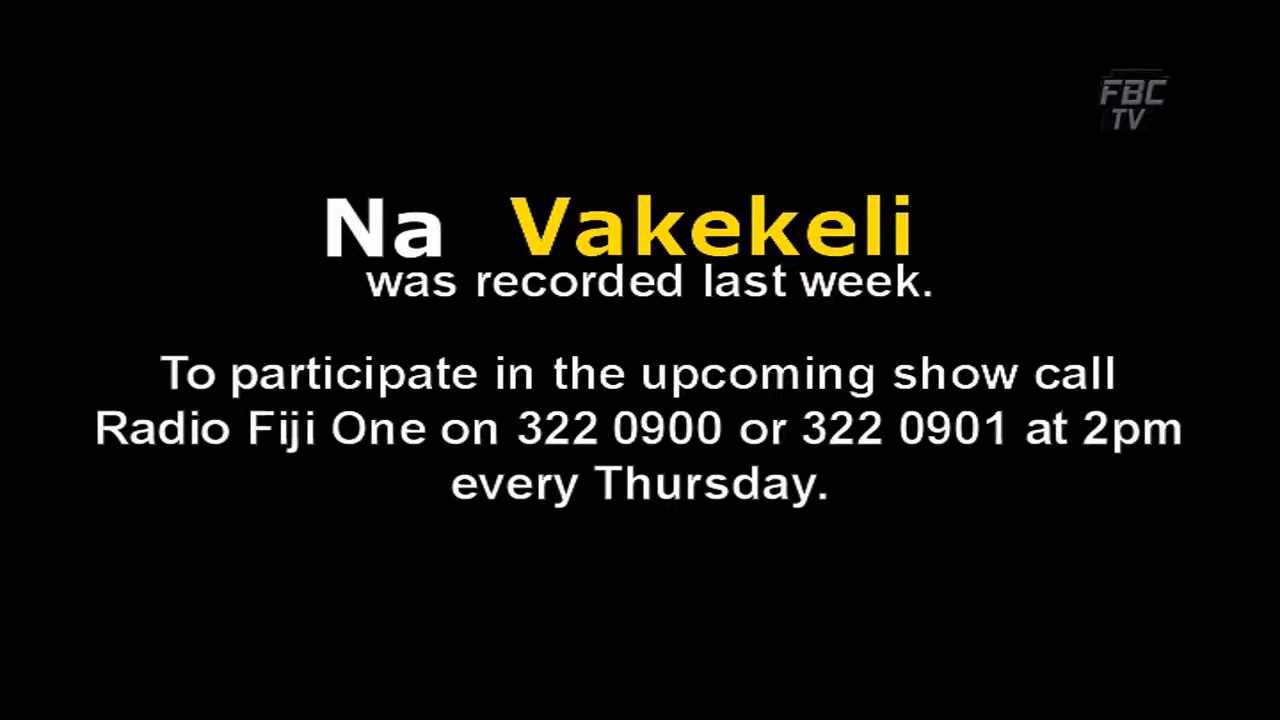 FBC
TV
Na Vakekeli
was recorded last week.
To participate in the upcoming show call
Radio Fiji One on 322 0900 or 322 0901 at 2pm
every Thursday.